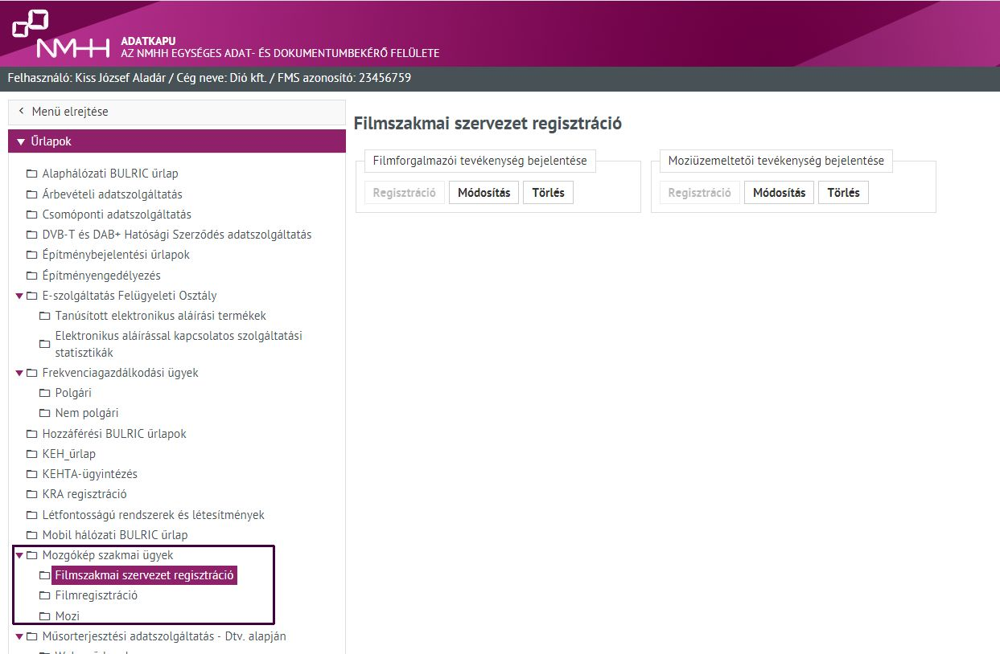 NMHH
ADATKAPU
AZ NMHH EGYSÉGES ADAT- ÉS DOKUMENTUMBEKÉRŐ FELÜLETE
Felhasználó: Kiss József Aladár / Cég neve: Dió kft. / FMS azonosító: 23456759
Menü elrejtése
Űrlapok
Alaphálózati BULRIC űrlap
Árbevételi adatszolgáltatás
Csomóponti adatszolgáltatás
DVB-T és DAB+ Hatósági Szerződés adatszolgáltatás
Építménybejelentési űrlapok
Építményengedélyezés
E-szolgáltatás Felügyeleti Osztály
Tanúsított elektronikus aláírási termékek
Elektronikus aláírással kapcsolatos szolgáltatási
statisztikák
Frekvenciagazdálkodási ügyek
Polgári
Nem polgári
Hozzáférési BULRIC űrlapok
KEH_űrlap
KEHTA-ügyintézés
KRA regisztráció
Létfontosságú rendszerek és létesítmények
Mobil hálózati BULRIC űrlap
Mozgókép szakmai ügyek
Filmszakmai szervezet regisztráció
Filmregisztráció
Mozi
Műsorterjesztési adatszolgáltatás - Dtv. alapján
Filmszakmai szervezet regisztráció
Filmforgalmazói tevékenység bejelentése
Regisztráció Módosítás Törlés
Moziüzemeltetői tevékenység bejelentése
Regisztráció Módosítás Törlés